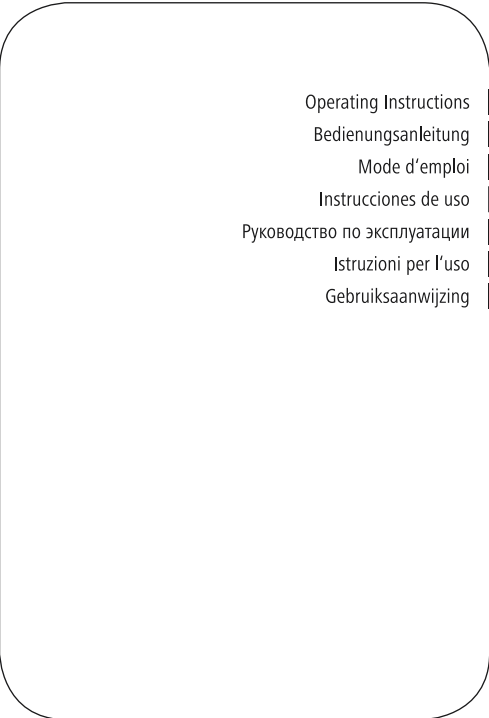 Operating Instructions
Bedienungsanleitung
Mode d‘emploi
Instrucciones de uso
Руководство по эксплуатации
Istruzioni per l‘uso
Gebruiksaanwijzing